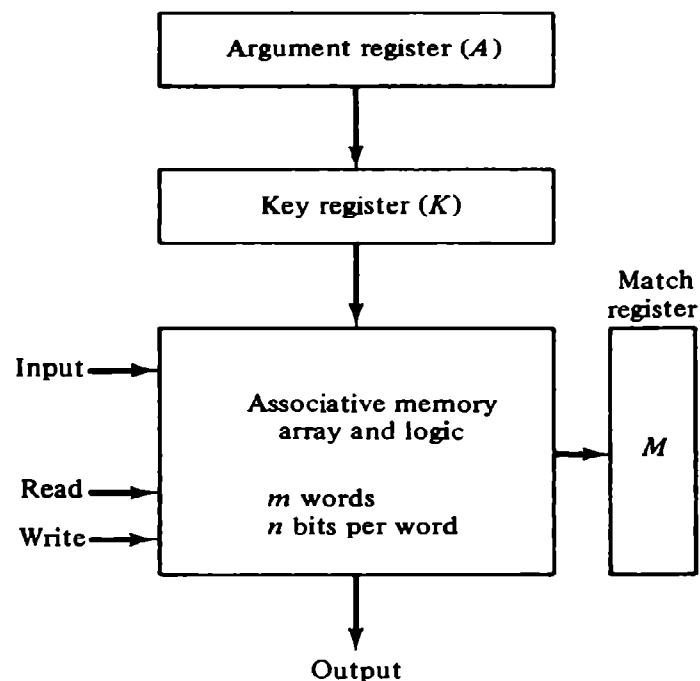 Argument register (A)
Key register (K)
Match
register
Input
Associative memory
array and logic
M
Read
m words
Write
n bits per word
Output